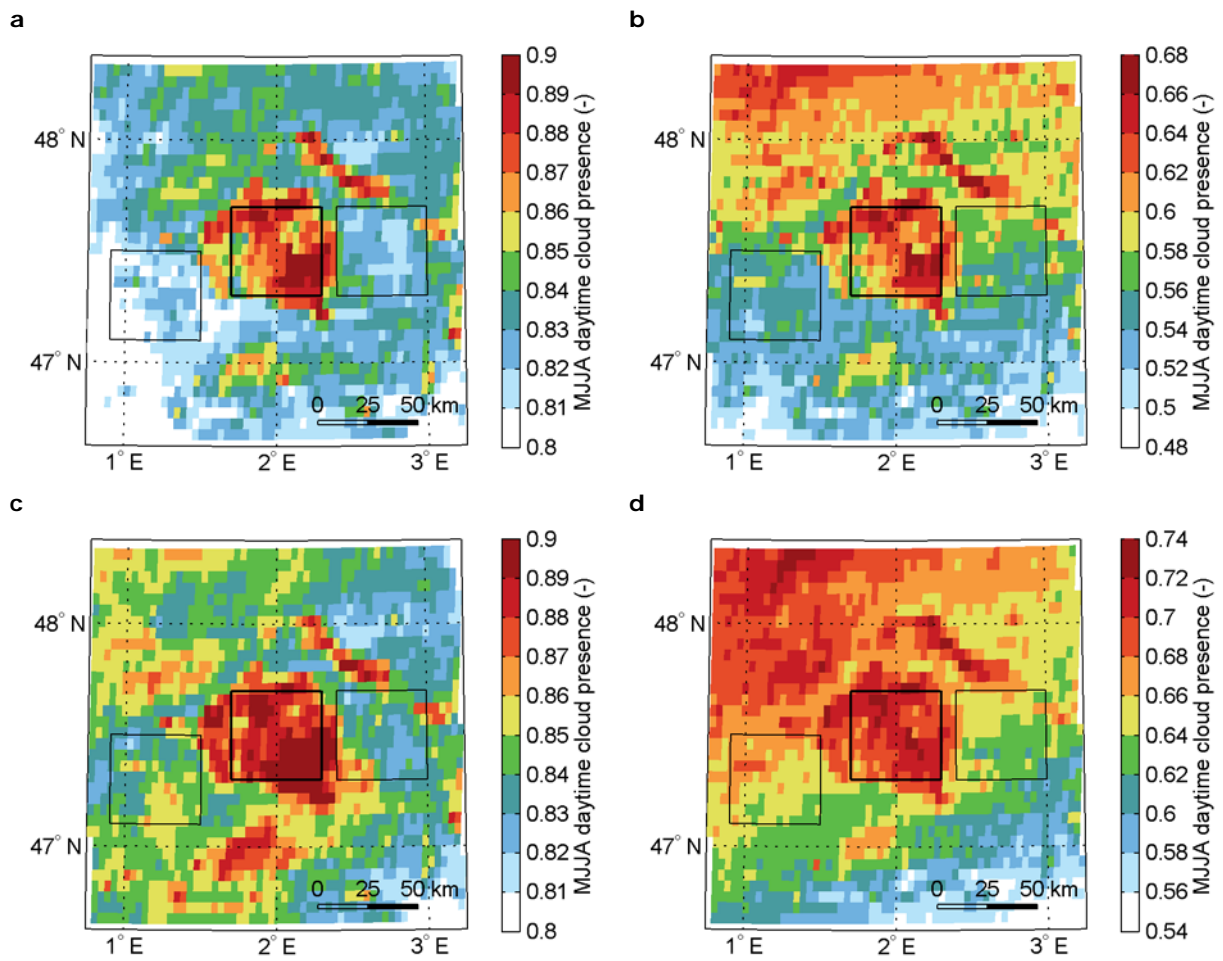 a
0.9
0.89
0.88
0.87
0.86
0.85
0.84
0.83
0.82
0.81
0.8
MJJA daytime cloud presence (-)
48° N
47° N
1° E
2° E
3° E
0 25 50 km
b
0.68
0.66
0.64
0.62
0.6
0.58
0.56
0.54
0.52
0.5
0.48
MJJA daytime cloud presence (-)
48° N
47° N
1° E
2° E
3° E
0 25 50 km
c
0.9
0.89
0.88
0.87
0.86
0.85
0.84
0.83
0.82
0.81
0.8
MJJA daytime cloud presence (-)
48° N
47° N
1° E
2° E
3° E
0 25 50 km
d
0.74
0.72
0.7
0.68
0.66
0.64
0.62
0.6
0.58
0.56
0.54
MJJA daytime cloud presence (-)
48° N
47° N
1° E
2° E
3° E
0 25 50 km